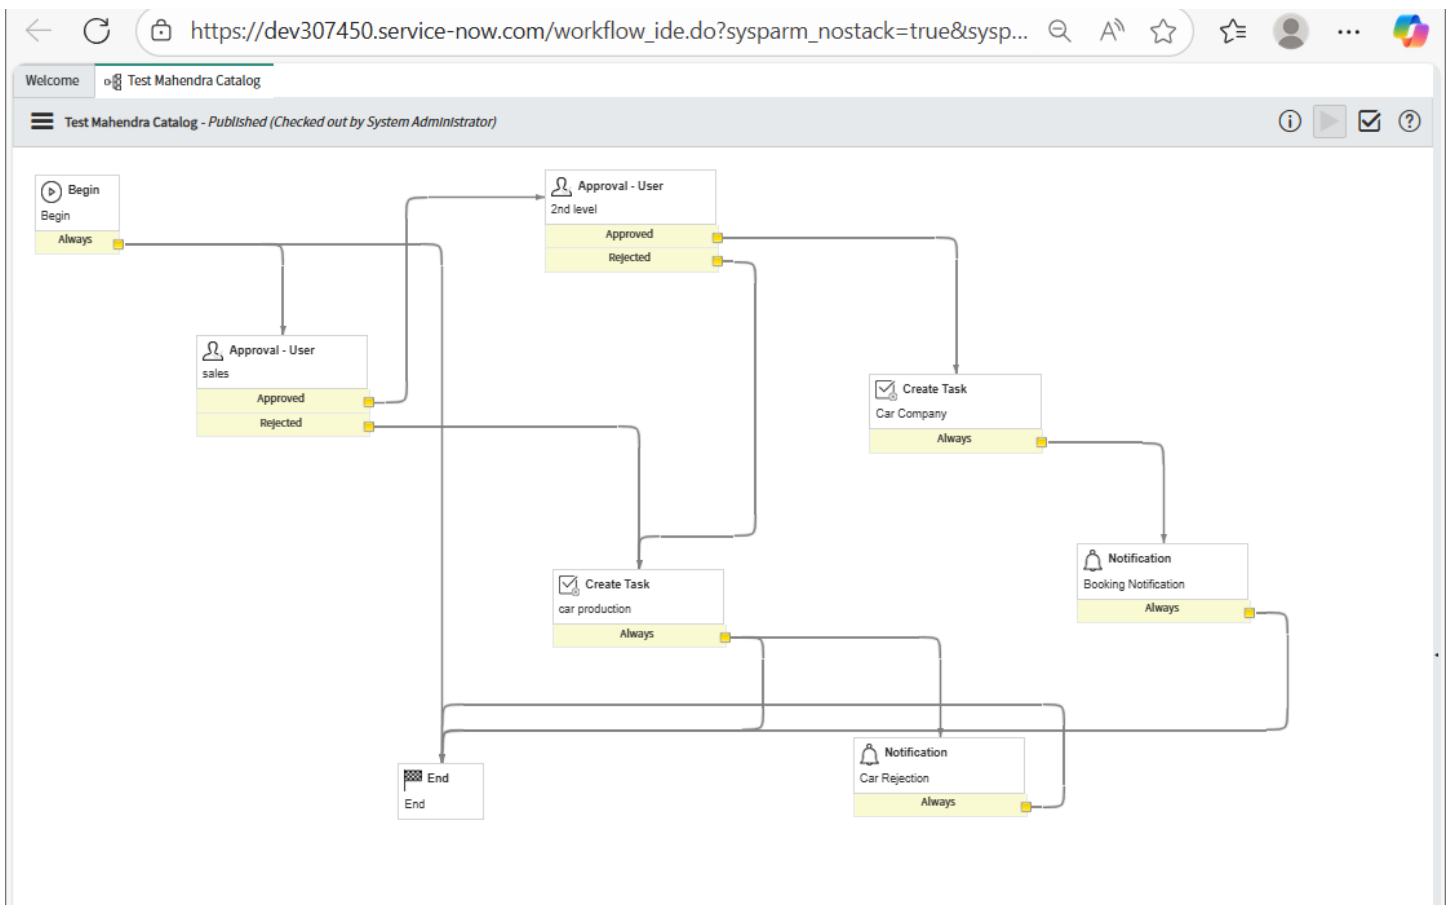 https://dev307450.service-now.com/workflow_ide.do?sysparm_nostack=true&sysp...
Welcome
Test Mahendra Catalog
Test Mahendra Catalog - Published (Checked out by System Administrator)
Begin
Begin
Always
Approval - User
2nd level
Approved
Rejected
Approval - User
sales
Approved
Rejected
Create Task
Car Company
Always
Notification
Booking Notification
Always
Create Task
car production
Always
Notification
Car Rejection
Always
End
End